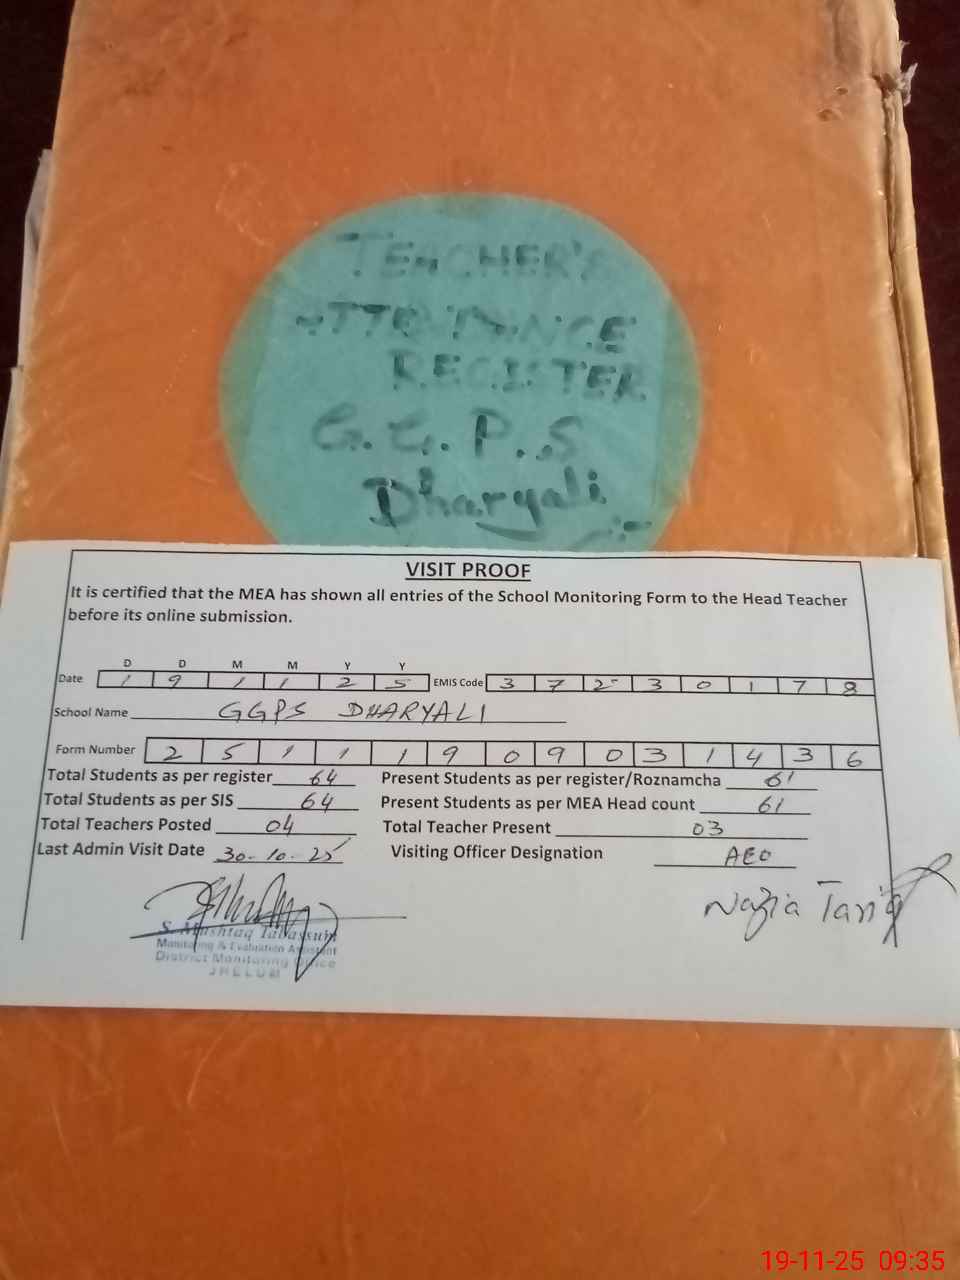 TEACHER'S
ATTENDANCE
REGISTER
G.G.P.S
Dharyali
VISIT PROOF
It is certified that the MEA has shown all entries of the School Monitoring Form to the Head Teacher
before its online submission.
D D M M Y Y
Date 1 9 1 1 2 5 EMIS Code 3 7 2 3 0 1 7 8
School Name GGPS DHARYALI
Form Number 2 5 1 1 1 9 0 9 0 3 1 4 3 6
Total Students as per register 64 Present Students as per register/Roznamcha 61
Total Students as per SIS 64 Present Students as per MEA Head count 61
Total Teachers Posted 04 Total Teacher Present 03
Last Admin Visit Date 30-10-25 Visiting Officer Designation AEO
Nazia Tariq
S. Mushtaq Tabassum
Monitoring & Evaluation Assistant
District Monitoring Office
JHELUM
19-11-25 09:35